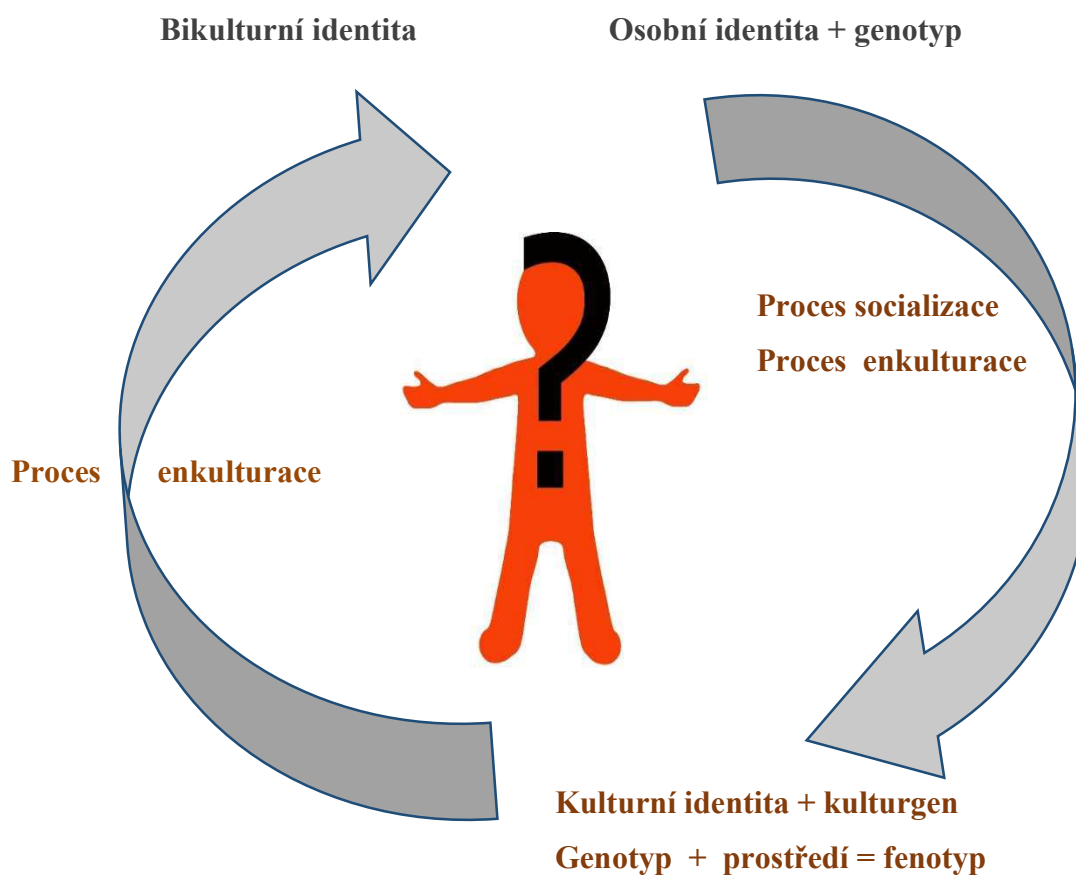 Bikulturní identita
Osobní identita + genotyp
Proces socializace
Proces enkulturace
Proces enkulturace
Kulturní identita + kulturgen
Genotyp + prostředí = fenotyp
?